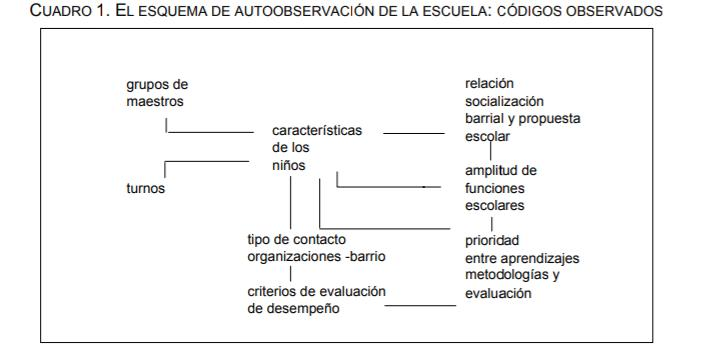 CUADRO 1. EL ESQUEMA DE AUTOOBSERVACIÓN DE LA ESCUELA: CÓDIGOS OBSERVADOS
grupos de
maestros
turnos
características
de los
niños
tipo de contacto
organizaciones -barrio
criterios de evaluación
de desempeño
relación
socialización
barrial y propuesta
escolar
amplitud de
funciones
escolares
prioridad
entre aprendizajes
metodologías y
evaluación